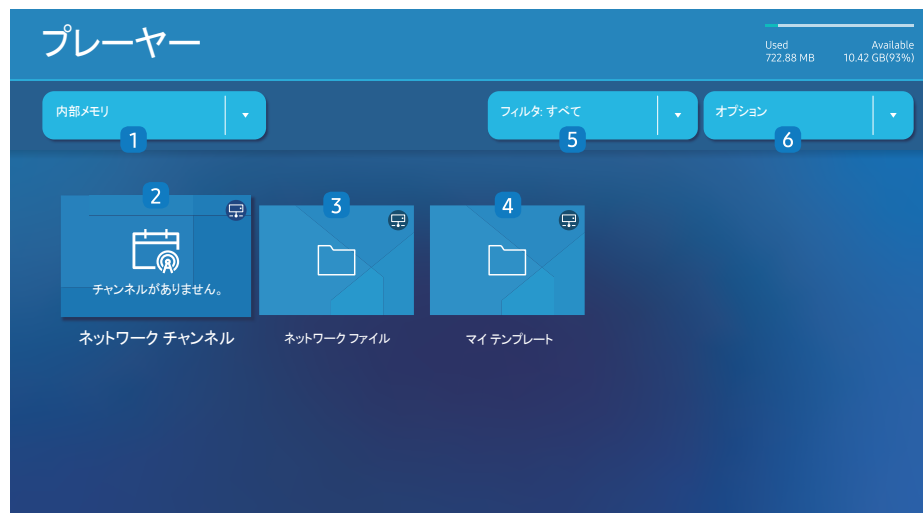 プレーヤー
Used Available
722.88 MB 10.42 GB(93%)
内部メモリ
フィルタ: すべて
オプション
1
5
6
2
3
4
チャンネルがありません。
ネットワーク チャンネル
ネットワーク ファイル
マイ テンプレート